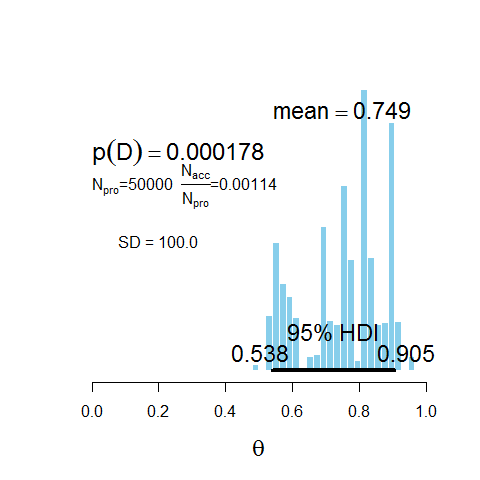 mean = 0.749
p(D) = 0.000178
Npro=50000 Nacc/Npro=0.00114
SD = 100.0
95% HDI
0.538 0.905
0.0 0.2 0.4 0.6 0.8 1.0
θ